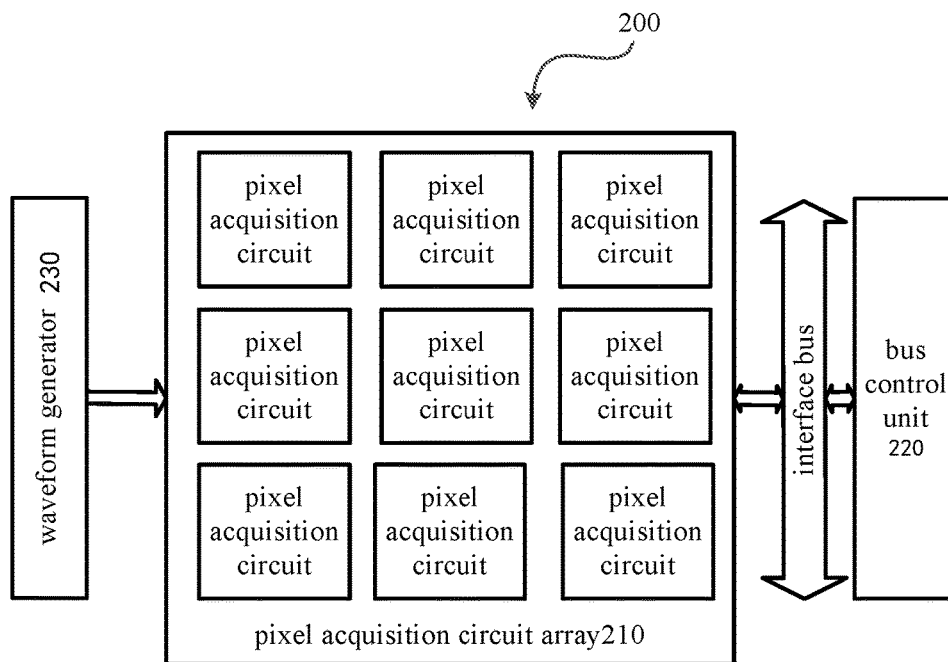 200
waveform generator 230
pixel
acquisition
circuit
pixel
acquisition
circuit
pixel
acquisition
circuit
pixel
acquisition
circuit
pixel
acquisition
circuit
pixel
acquisition
circuit
pixel
acquisition
circuit
pixel
acquisition
circuit
pixel
acquisition
circuit
pixel acquisition circuit array210
interface bus
bus
control
unit
220